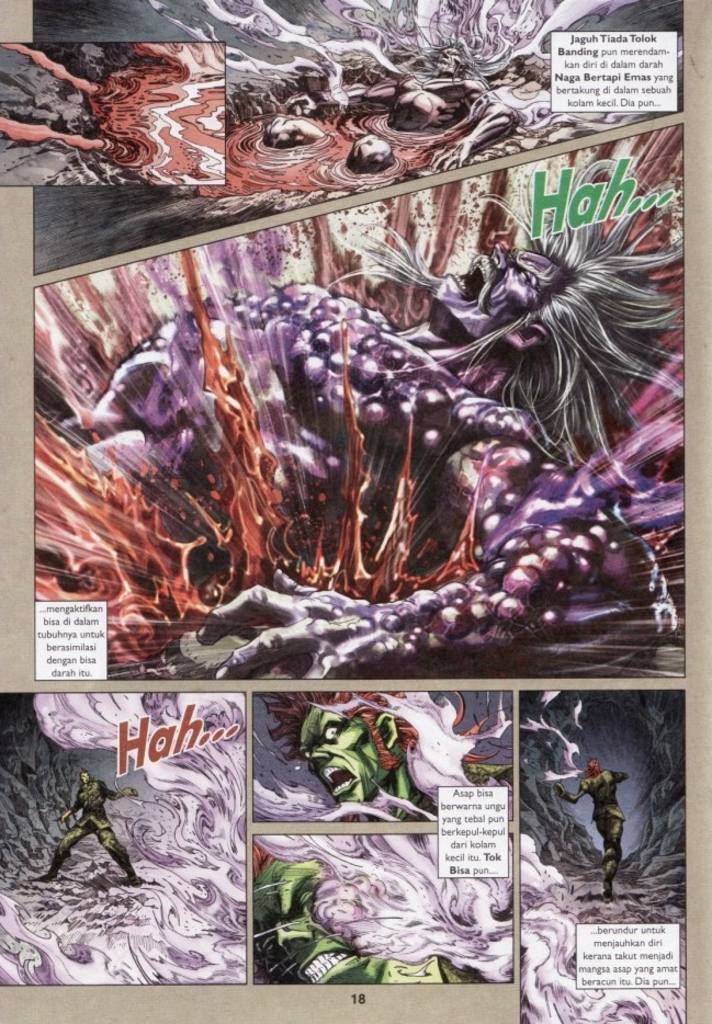 Jaguh Tiada Tolok
Banding pun merendam-
kan diri di dalam darah
Naga Bertapi Emas yang
bertakung di dalam sebuah
kolam kecil. Dia pun...
Hah...
...mengaktifkan
bisa di dalam
tubuhnya untuk
berasimilasi
dengan bisa
darah itu.
Hah...
Asap bisa
berwarna ungu
yang tebal pun
berkepul-kepul
dari kolam
kecil itu. Tok
Bisa pun....
...berundur untuk
menjauhkan diri
kerana takut menjadi
mangsa asap yang amat
beracun itu. Dia pun...
18